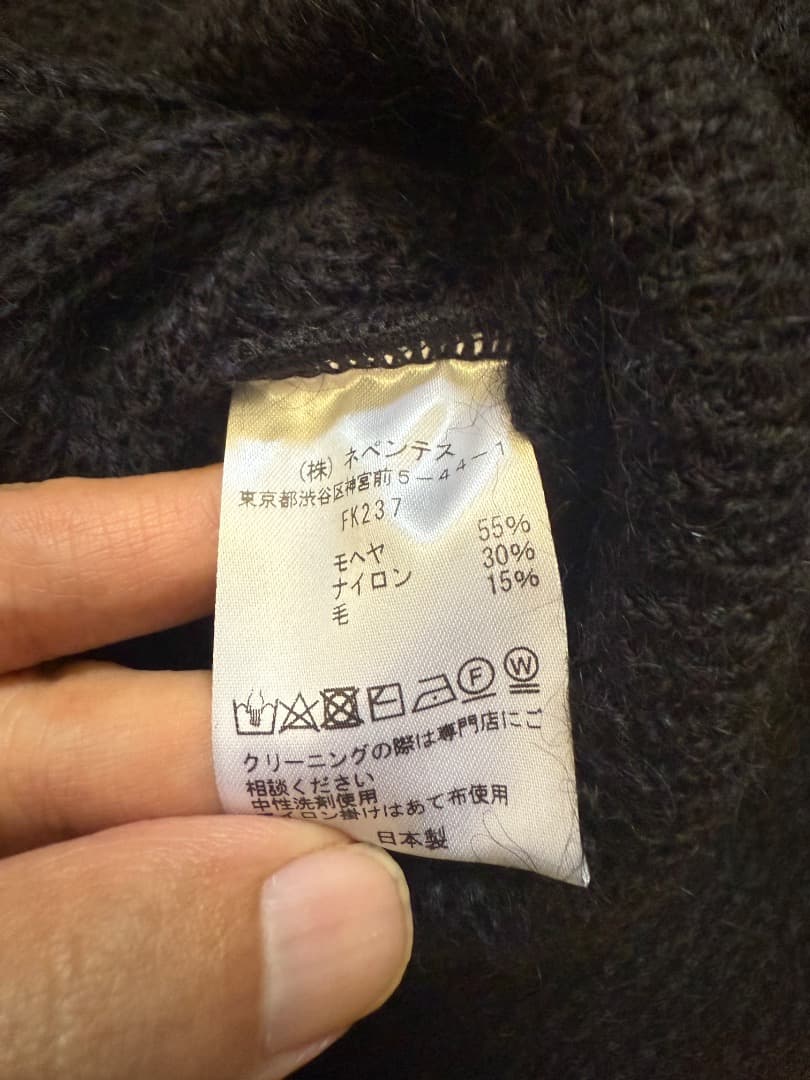 (株) ネペンテス
東京都渋谷区神宮前5-44-1
FK237
モヘヤ 55%
ナイロン 30%
毛 15%
F W
クリーニングの際は専門店にご
相談ください
中性洗剤使用
アイロン掛けはあて布使用
日本製